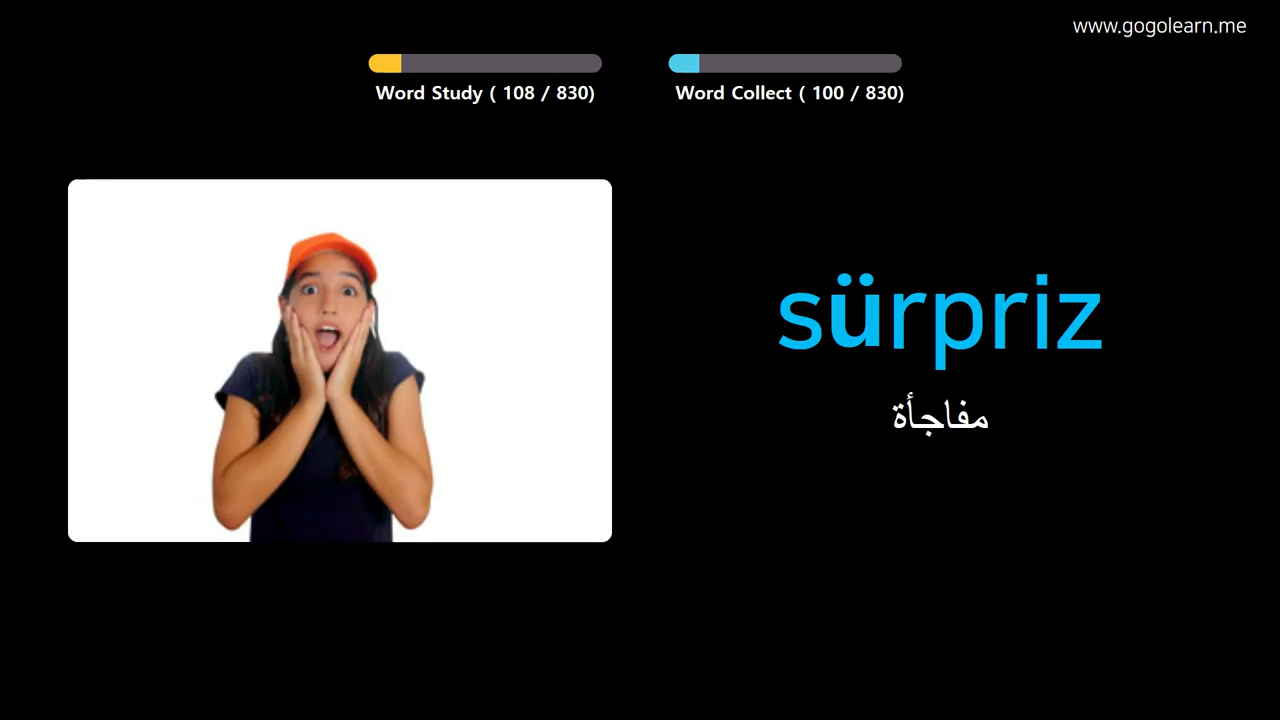 www.gogolearn.me
Word Study ( 108 / 830)
Word Collect ( 100 / 830)
sürpriz
مفاجأة